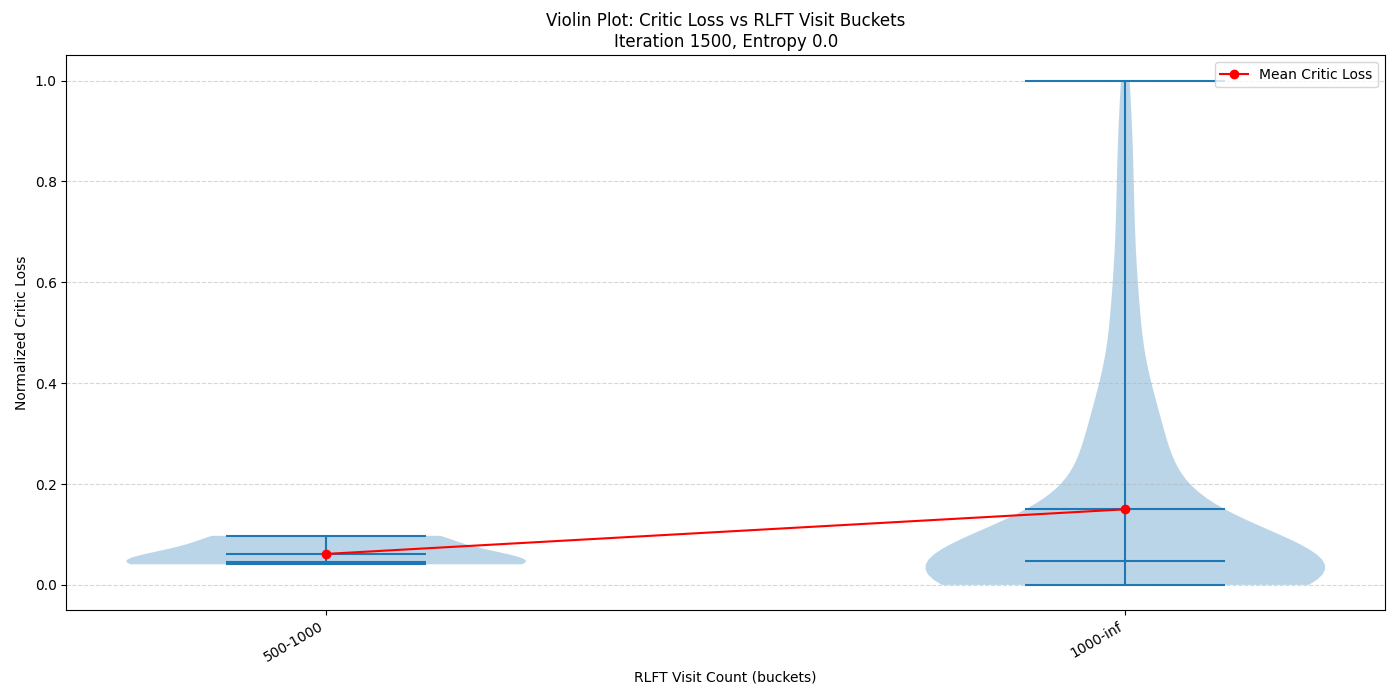 Violin Plot: Critic Loss vs RLFT Visit Buckets
Iteration 1500, Entropy 0.0
Mean Critic Loss
Normalized Critic Loss
1.0
0.8
0.6
0.4
0.2
0.0
500-1000
1000-inf
RLFT Visit Count (buckets)